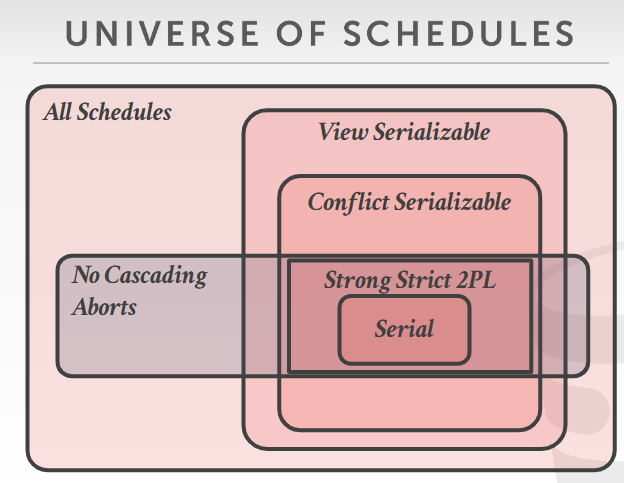 UNIVERSE OF SCHEDULES
All Schedules
View Serializable
Conflict Serializable
No Cascading
Aborts
Strong Strict 2PL
Serial